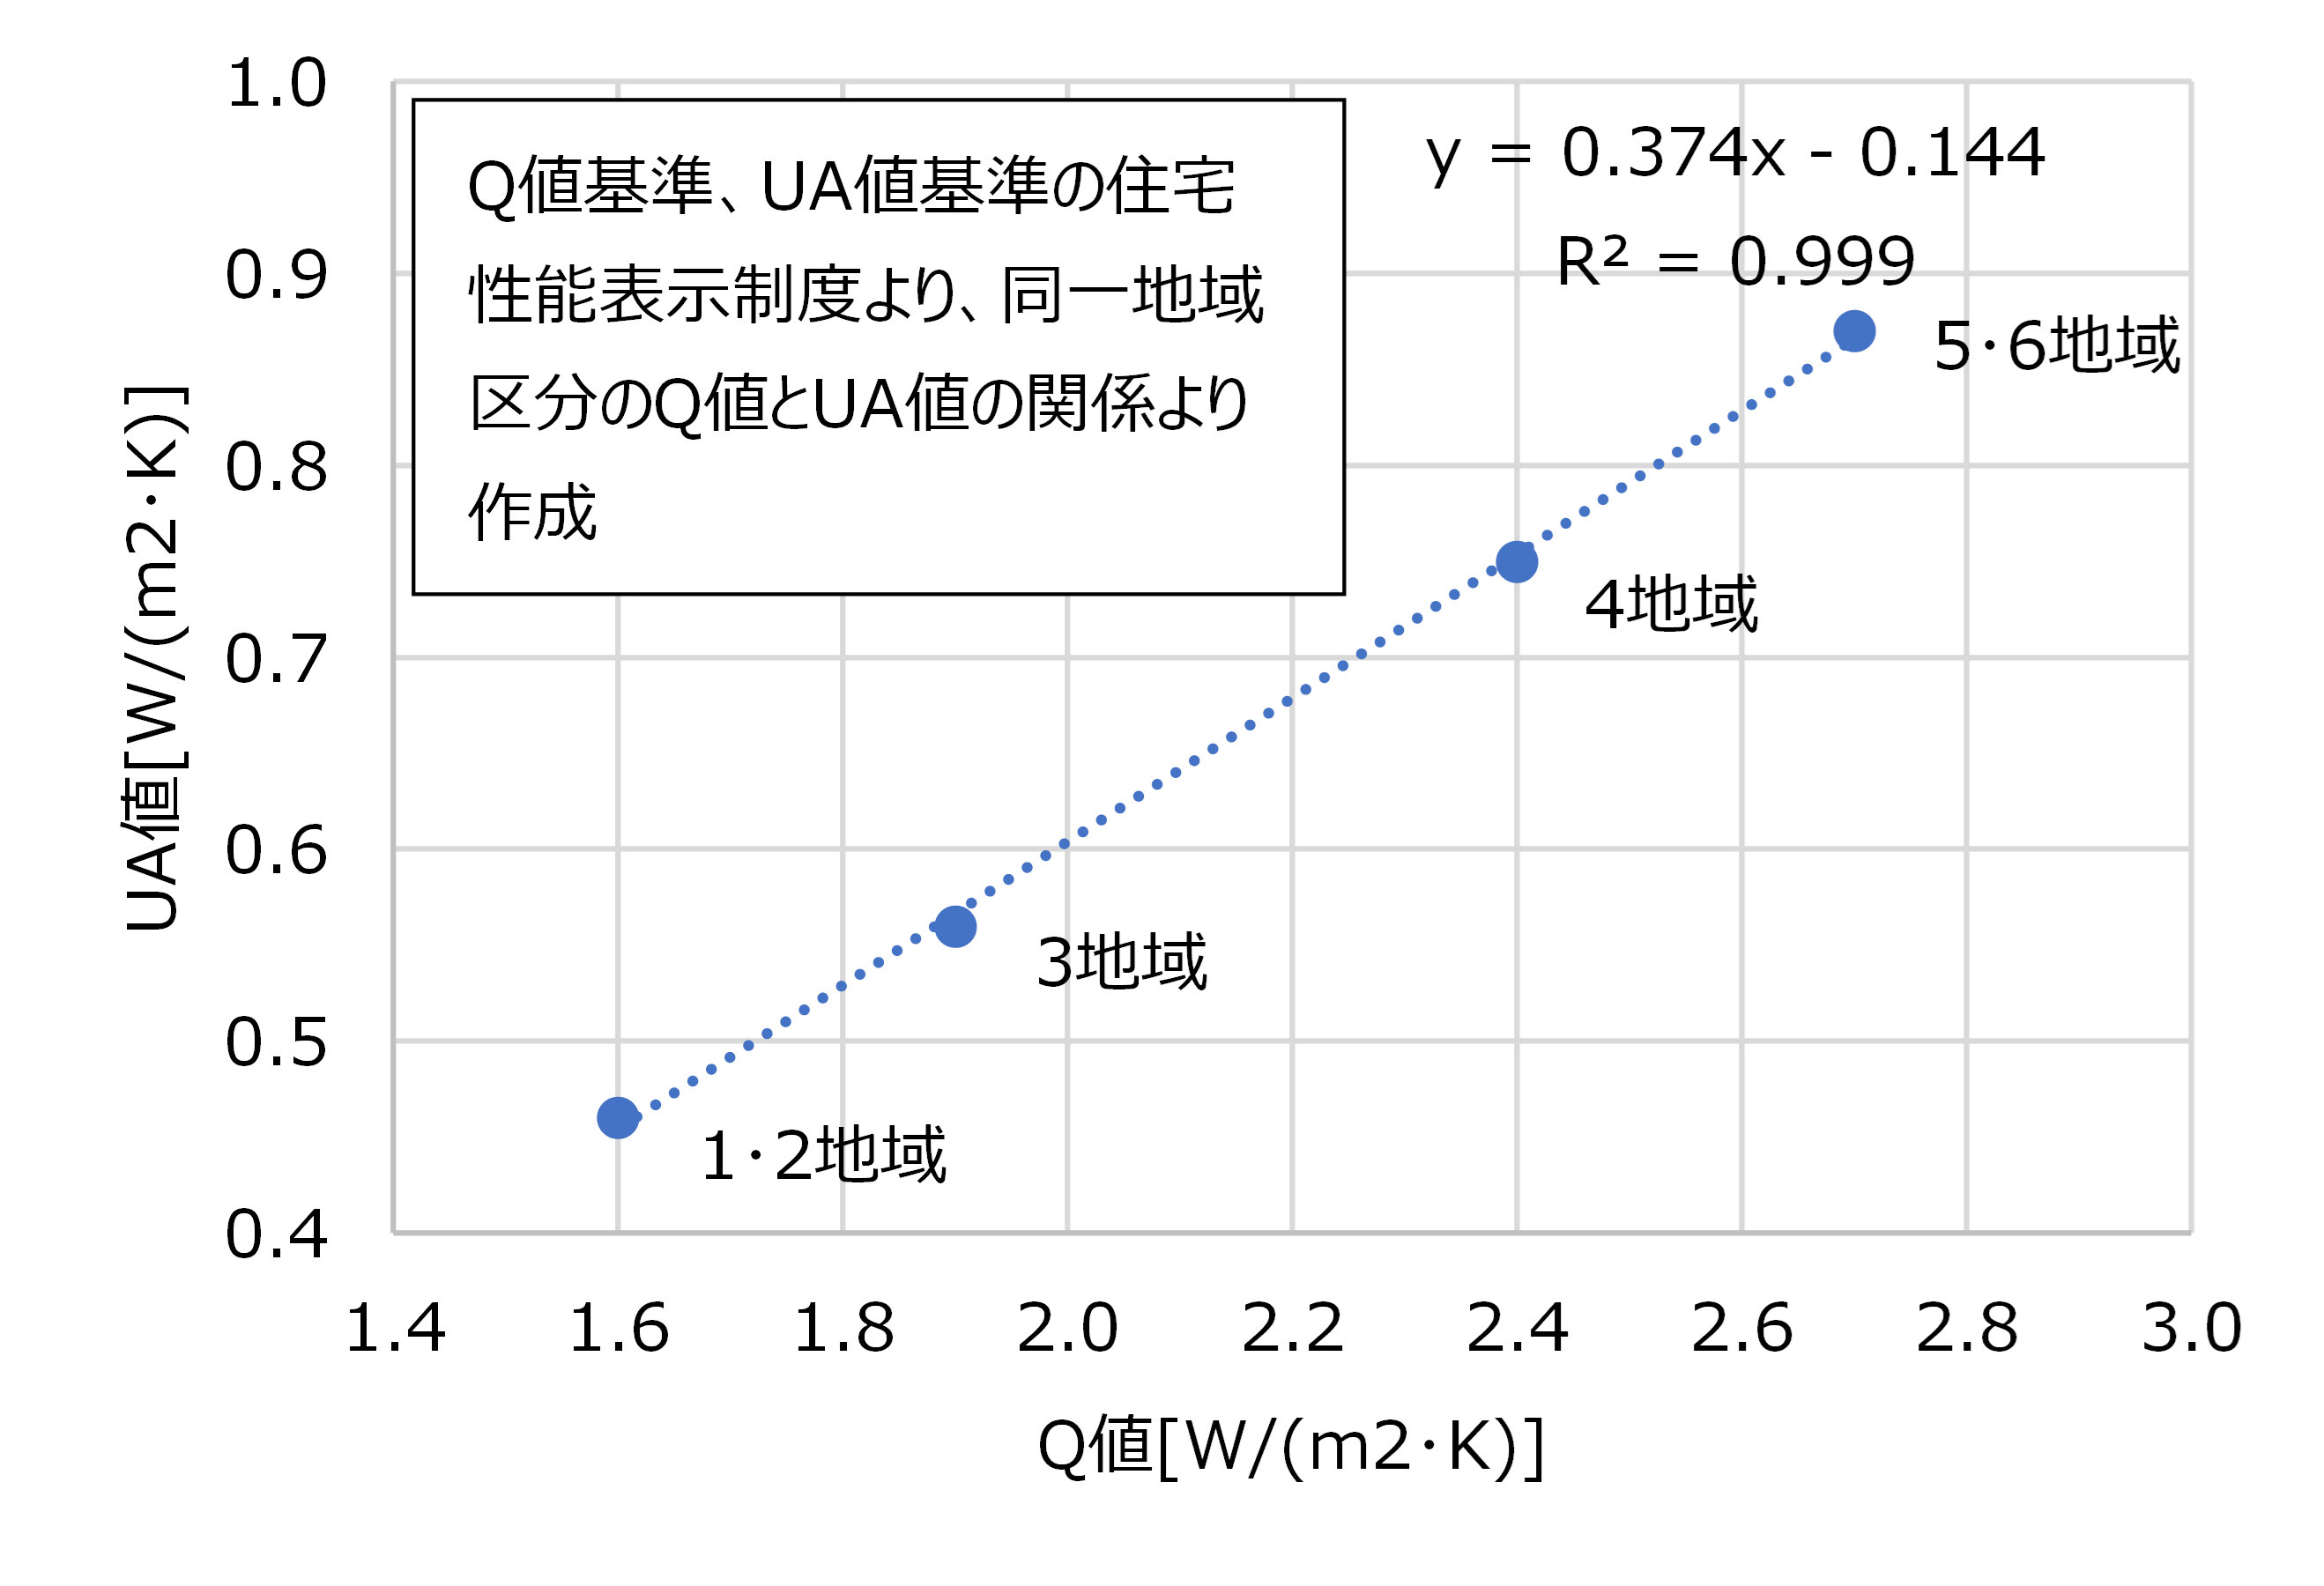 Q値基準、UA値基準の住宅
性能表示制度より、同一地域
区分のQ値とUA値の関係より
作成
y = 0.374x - 0.144
R² = 0.999
5・6地域
4地域
3地域
1・2地域
UA値[W/(m2・K)]
1.0
0.9
0.8
0.7
0.6
0.5
0.4
1.4 1.6 1.8 2.0 2.2 2.4 2.6 2.8 3.0
Q値[W/(m2・K)]